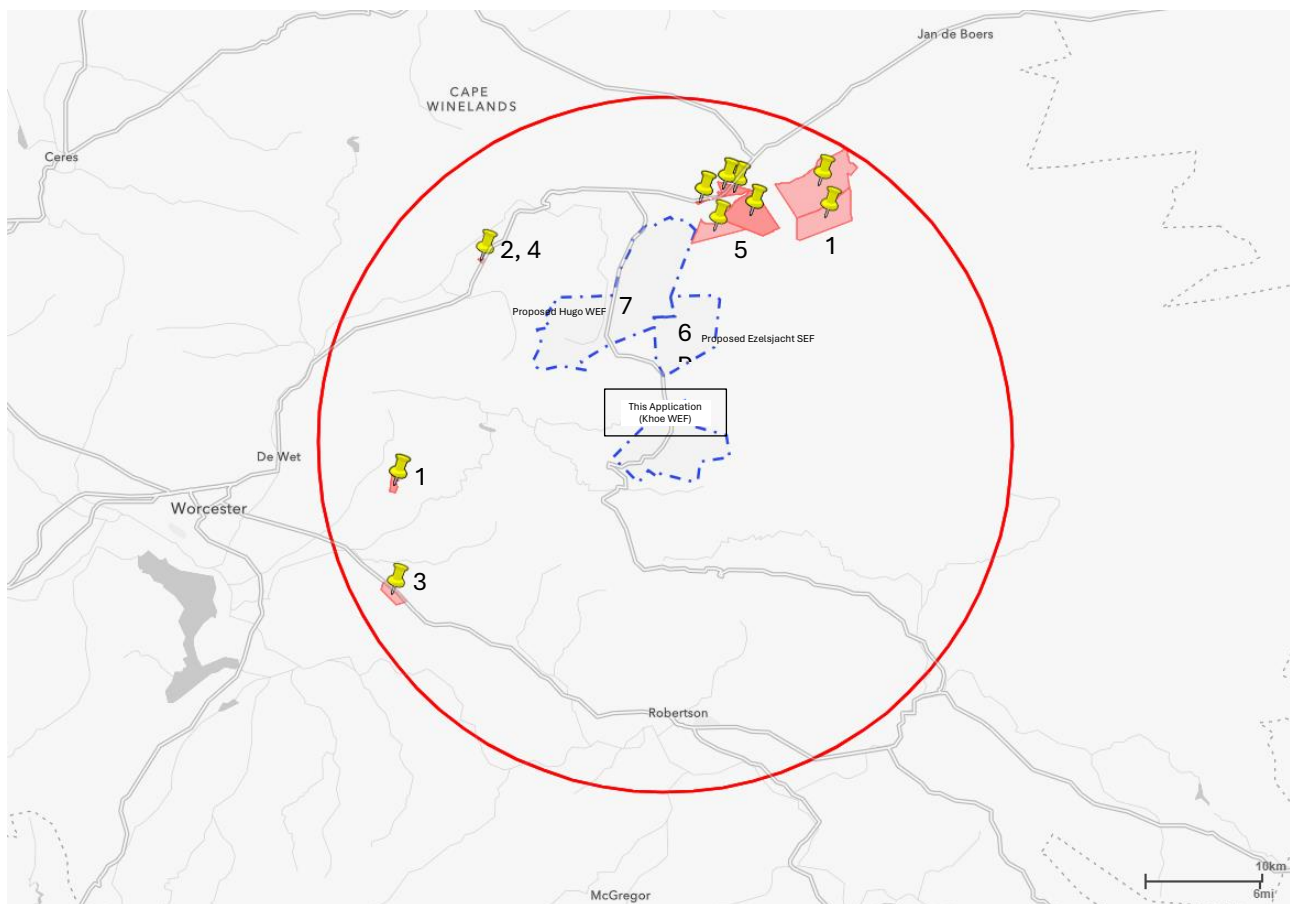 Jan de Boers
CAPE
WINELANDS
Ceres
2, 4
5
1
7
Proposed Hugo WEF
6
Proposed Ezelsjacht SEF
This Application
(Khoe WEF)
De Wet
1
Worcester
3
Robertson
10km
6mi
McGregor